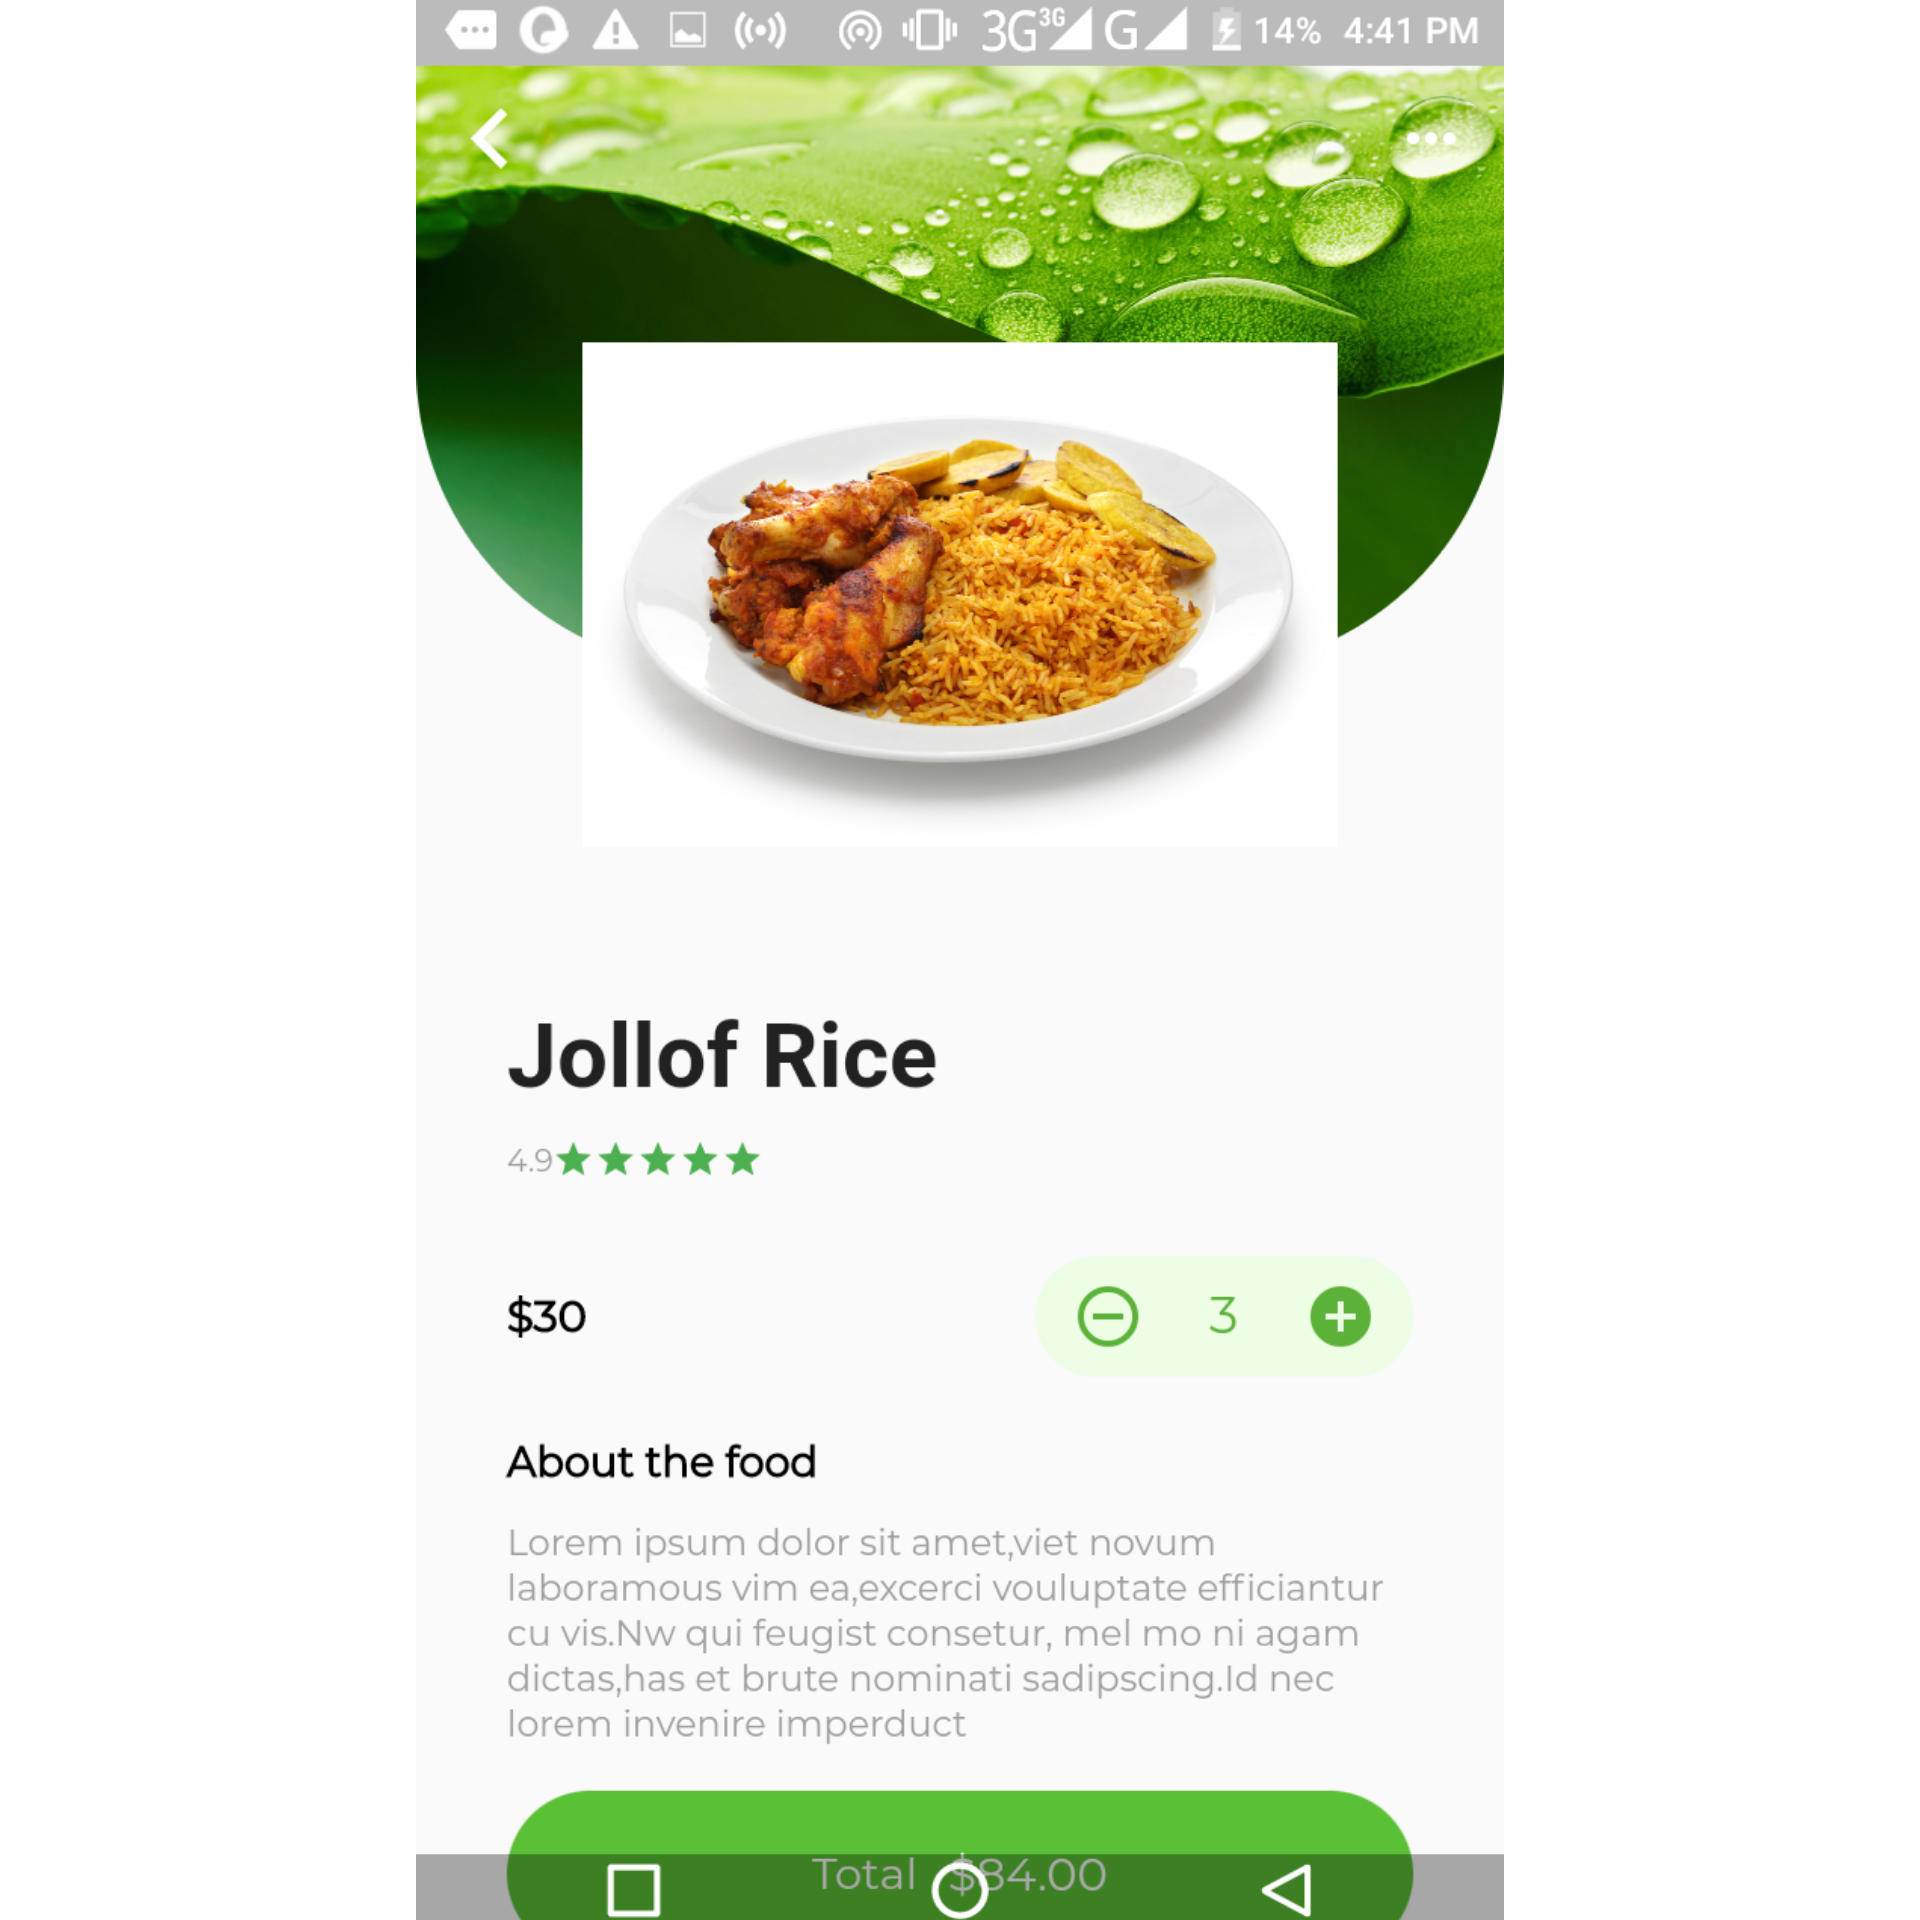 3G 3G G 14% 4:41 PM
Jollof Rice
4.9
$30
3
About the food
Lorem ipsum dolor sit amet,viet novum
laboramous vim ea,excerci vouluptate efficiantur
cu vis.Nw qui feugist consetur, mel mo ni agam
dictas,has et brute nominati sadipscing.Id nec
lorem invenire imperduct
Total $84.00